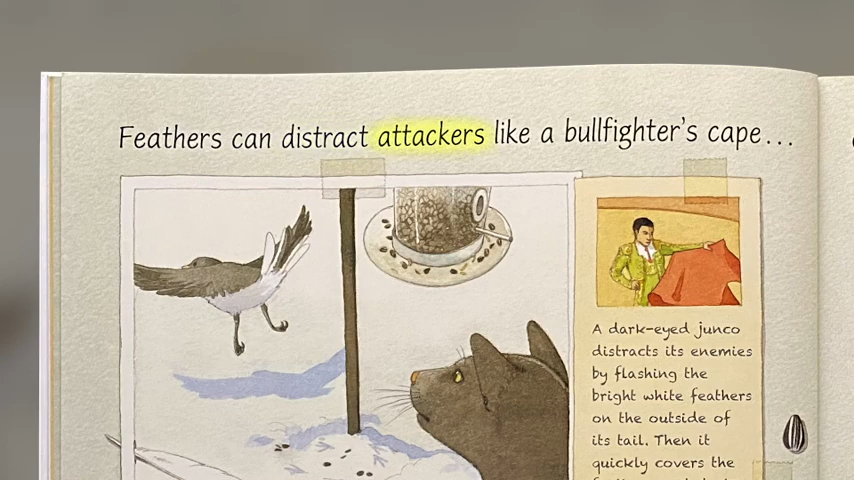 Feathers can distract attackers like a bullfighter's cape...
A dark-eyed junco
distracts its enemies
by flashing the
bright white feathers
on the outside of
its tail. Then it
quickly covers the